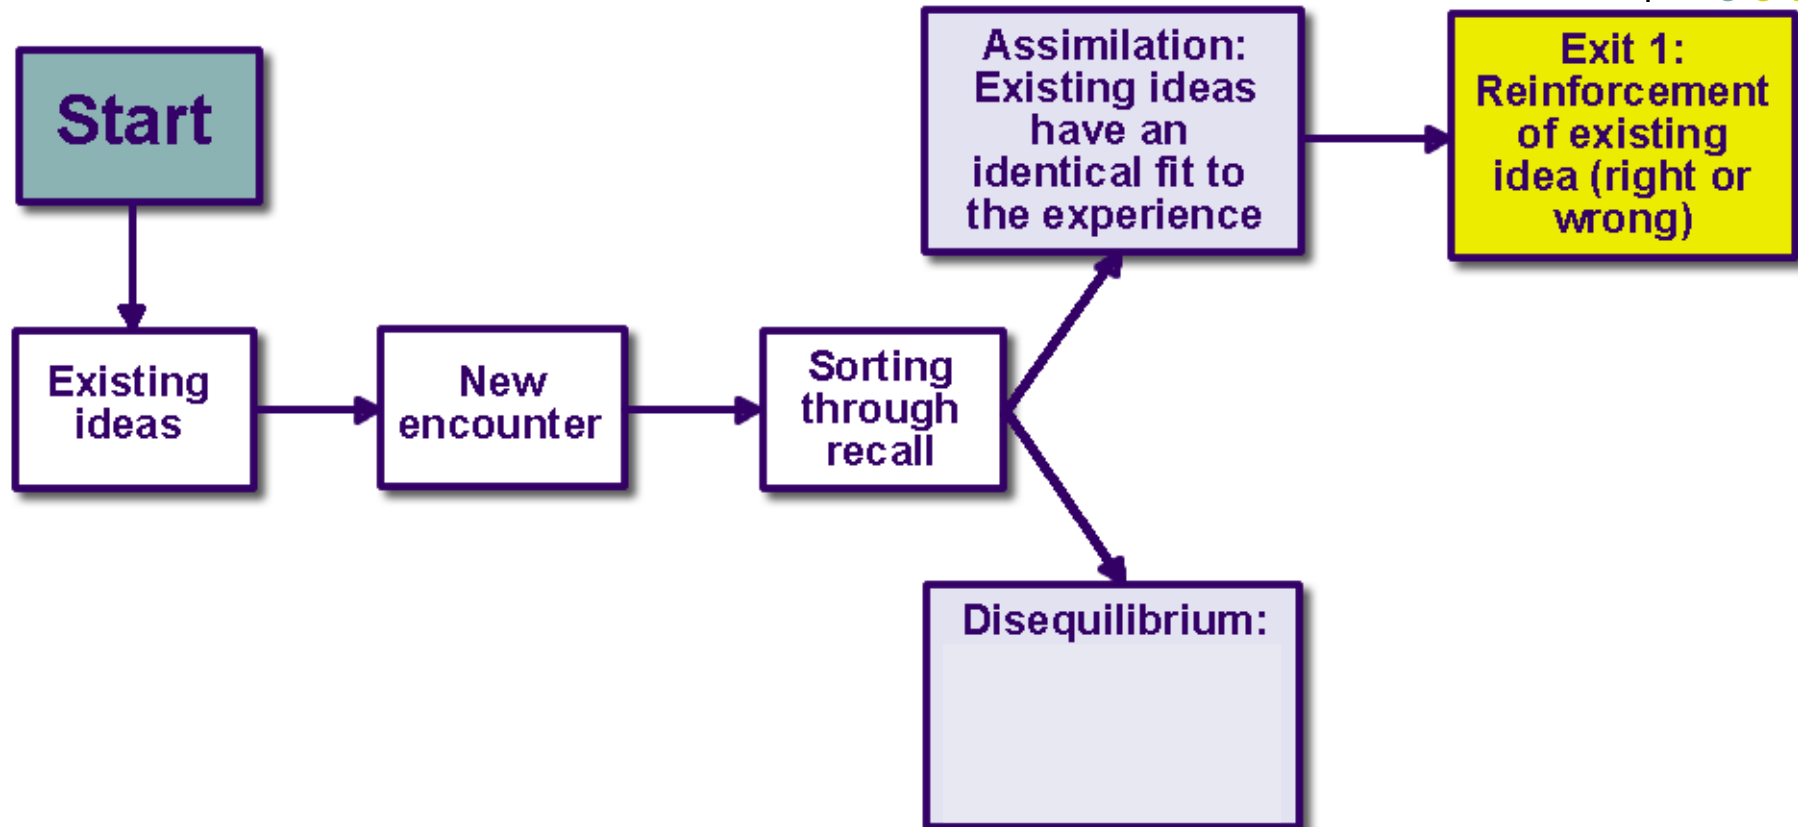 Start
Existing
ideas
New
encounter
Sorting
through
recall
Assimilation:
Existing ideas
have an
identical fit to
the experience
Exit 1:
Reinforcement
of existing
idea (right or
wrong)
Disequilibrium: